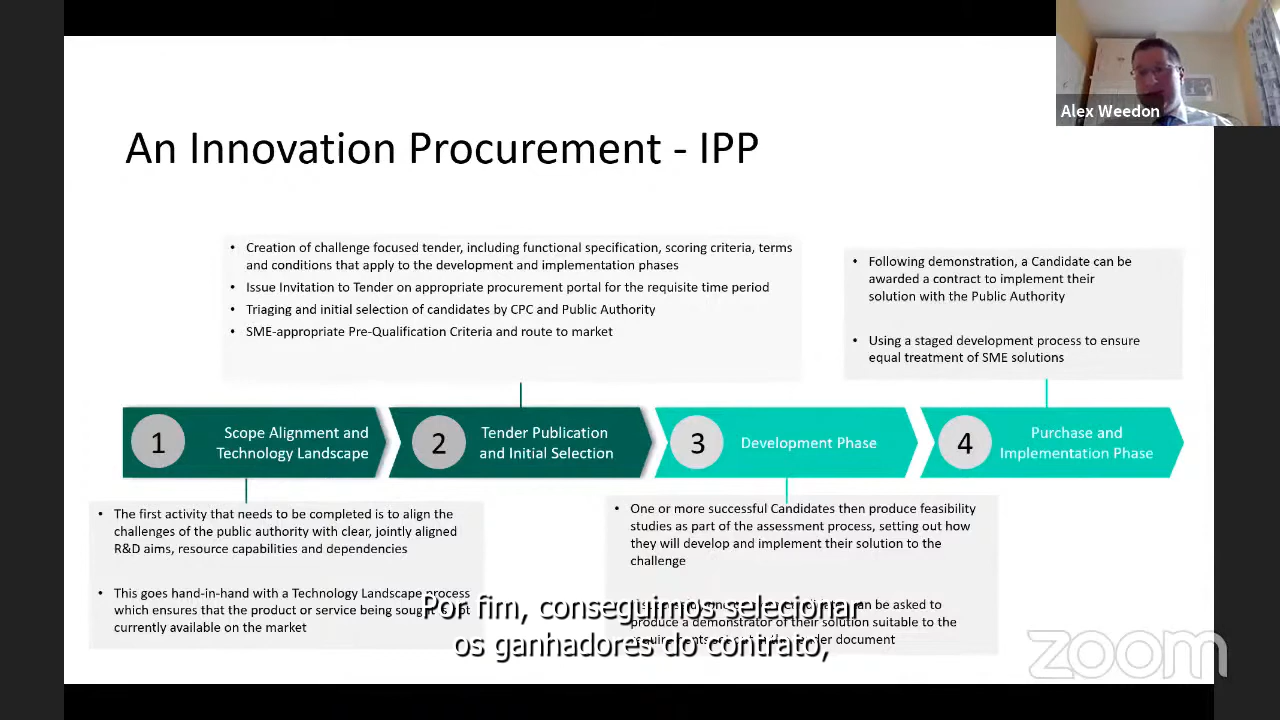 Alex Weedon
An Innovation Procurement - IPP
• Creation of challenge focused tender, including functional specification, scoring criteria, terms
and conditions that apply to the development and implementation phases
• Issue Invitation to Tender on appropriate procurement portal for the requisite time period
• Triaging and initial selection of candidates by CPC and Public Authority
• SME-appropriate Pre-Qualification Criteria and route to market
• Following demonstration, a Candidate can be
awarded a contract to implement their
solution with the Public Authority
• Using a staged development process to ensure
equal treatment of SME solutions
1
Scope Alignment and
Technology Landscape
2
Tender Publication
and Initial Selection
3
Development Phase
4
Purchase and
Implementation Phase
• The first activity that needs to be completed is to align the
challenges of the public authority with clear, jointly aligned
R&D aims, resource capabilities and dependencies
• This goes hand-in-hand with a Technology Landscape process
which ensures that the product or service being sought
currently available on the market
• One or more successful Candidates then produce feasibility
studies as part of the assessment process, setting out how
they will develop and implement their solution to the
challenge
can be asked to
produce a demonstrator of their solution suitable to the
document
Por fim, conseguimos selecionar
os ganhadores do contrato,
zoom